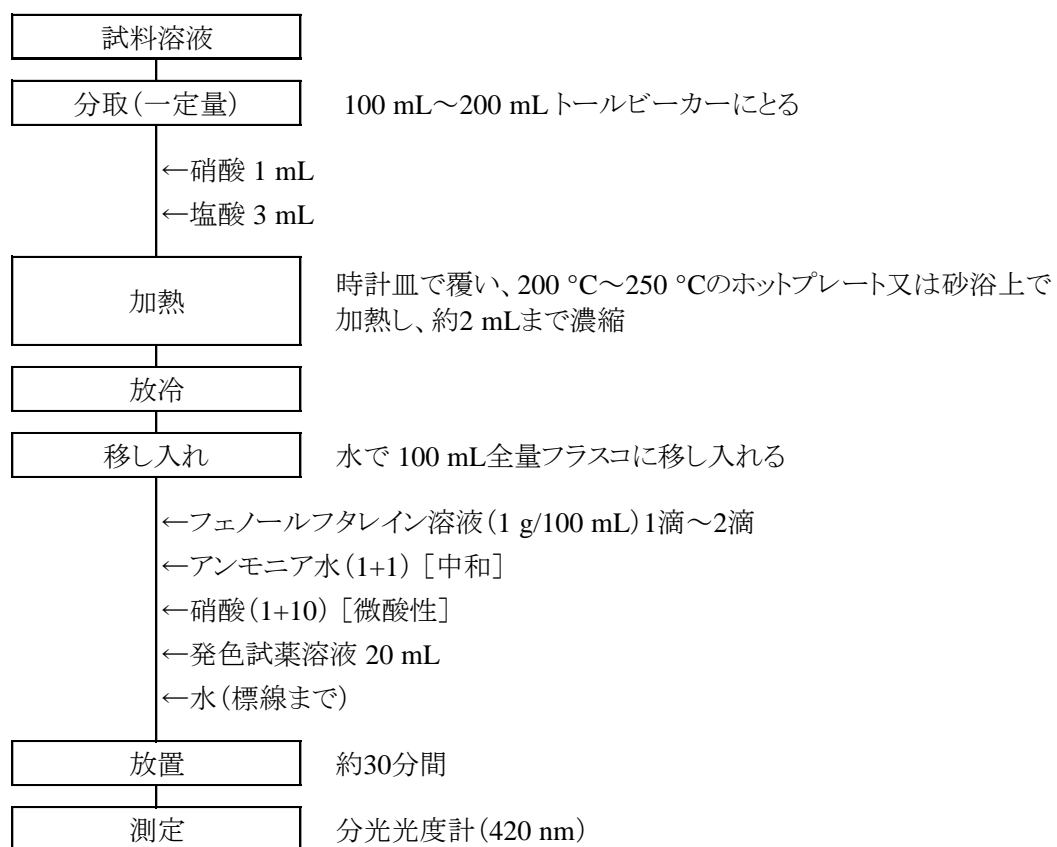 試料溶液
分取(一定量) 100 mL～200 mLトールビーカーにとる
←硝酸 1 mL
←塩酸 3 mL
加熱 時計皿で覆い、200 °C～250 °Cのホットプレート又は砂浴上で
加熱し、約2 mLまで濃縮
放冷
移し入れ 水で 100 mL全量フラスコに移し入れる
←フェノールフタレイン溶液(1 g/100 mL)1滴～2滴
←アンモニア水(1+1)[中和]
←硝酸(1+10)[微酸性]
←発色試薬溶液 20 mL
←水(標線まで)
放置 約30分間
測定 分光光度計(420 nm)